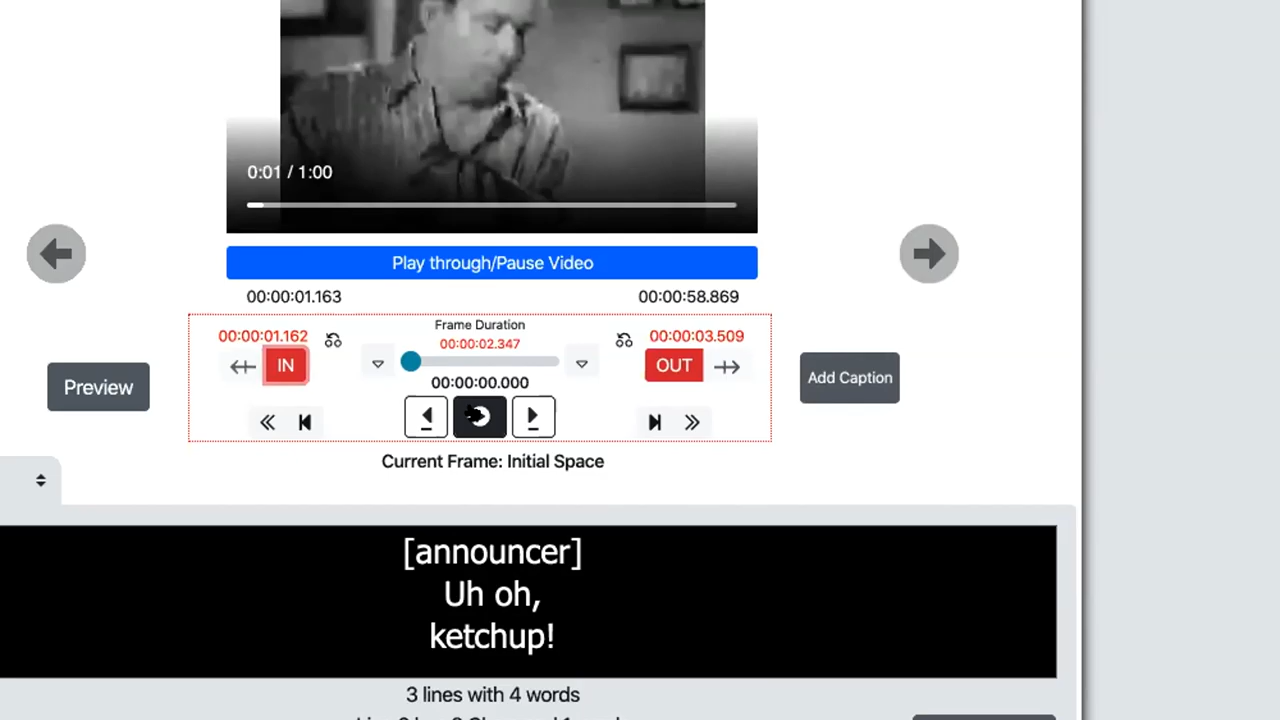 0:01 / 1:00
Play through/Pause Video
00:00:01.163
00:00:58.869
Frame Duration
00:00:01.162
00:00:02.347
00:00:03.509
IN
OUT
00:00:00.000
Preview
Add Caption
Current Frame: Initial Space
[announcer]
Uh oh,
ketchup!
3 lines with 4 words